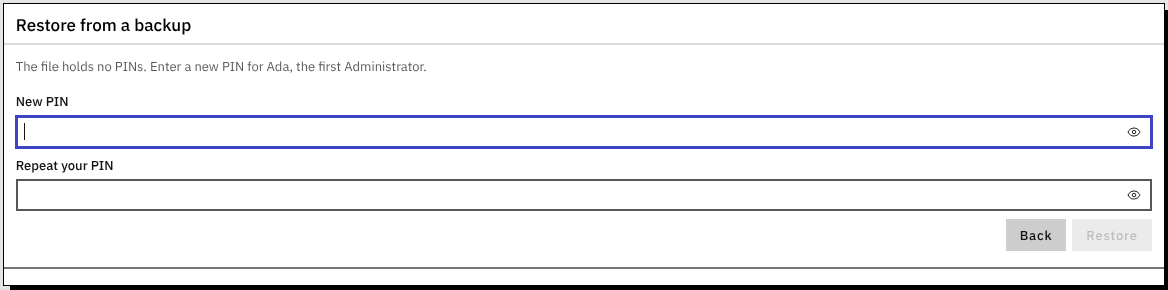 Restore from a backup
The file holds no PINs. Enter a new PIN for Ada, the first Administrator.
New PIN
Repeat your PIN
Back Restore